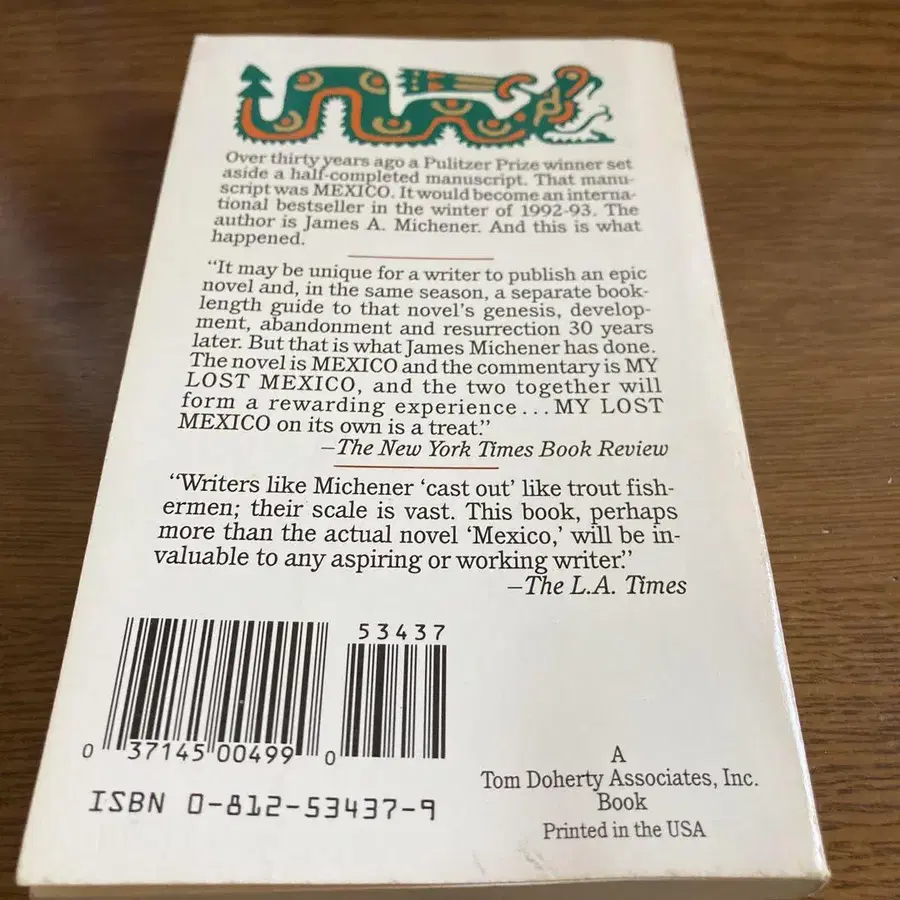 Over thirty years ago a Pulitzer Prize winner set
aside a half-completed manuscript. That manu-
script was MEXICO. It would become an interna-
tional bestseller in the winter of 1992-93. The
author is James A. Michener. And this is what
happened.
"It may be unique for a writer to publish an epic
novel and, in the same season, a separate book-
length guide to that novel's genesis, develop-
ment, abandonment and resurrection 30 years
later. But that is what James Michener has done.
The novel is MEXICO and the commentary is MY
LOST MEXICO, and the two together will
form a rewarding experience...MY LOST
MEXICO on its own is a treat."
—The New York Times Book Review
"Writers like Michener 'cast out' like trout fish-
ermen; their scale is vast. This book, perhaps
more than the actual novel 'Mexico,' will be in-
valuable to any aspiring or working writer."
—The L.A. Times
53437
0 37145 00499 0
ISBN 0-812-53437-9
A
Tom Doherty Associates, Inc.
Book
Printed in the USA